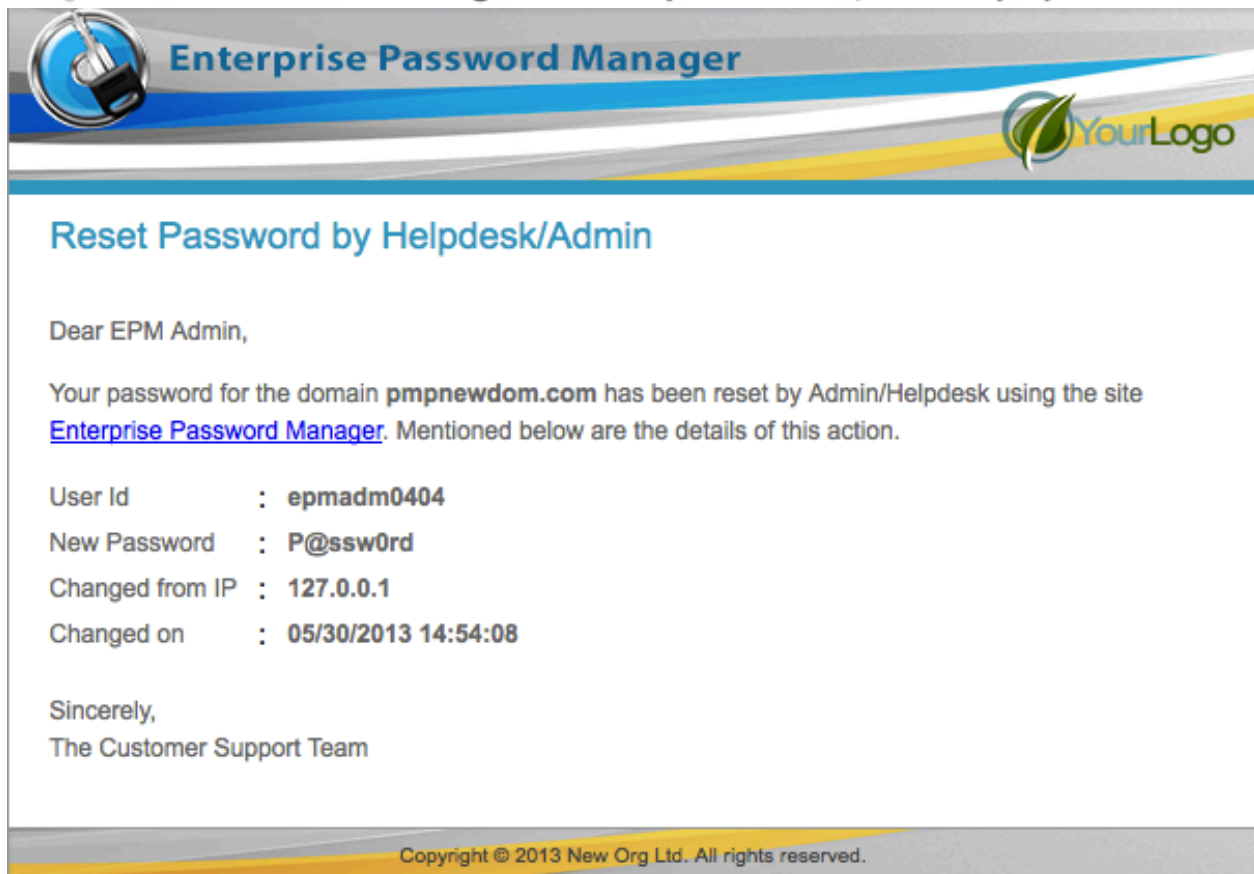 Enterprise Password Manager
YourLogo
Reset Password by Helpdesk/Admin
Dear EPM Admin,
Your password for the domain pmpnewdom.com has been reset by Admin/Helpdesk using the site
Enterprise Password Manager. Mentioned below are the details of this action.
User Id : epmadm0404
New Password : P@ssw0rd
Changed from IP : 127.0.0.1
Changed on : 05/30/2013 14:54:08
Sincerely,
The Customer Support Team
Copyright © 2013 New Org Ltd. All rights reserved.